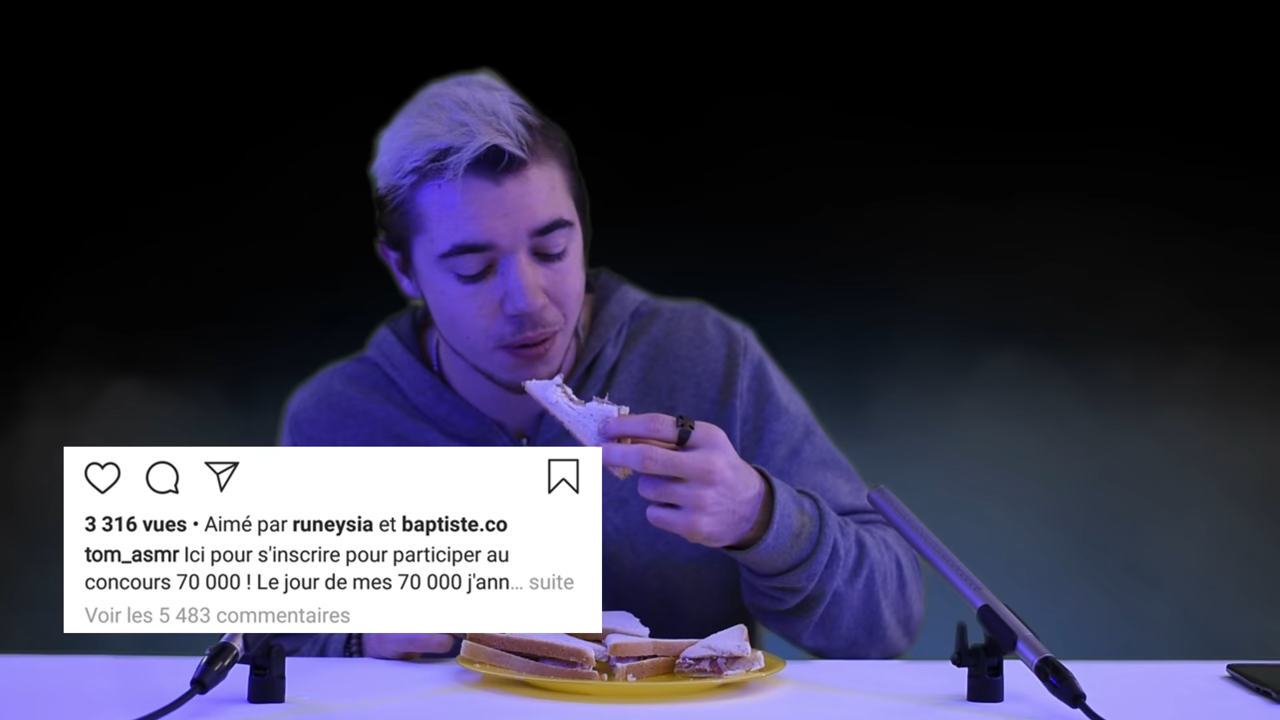 3 316 vues • Aimé par runeysia et baptiste.co
tom_asmr Ici pour s'inscrire pour participer au
concours 70 000 ! Le jour de mes 70 000 j'ann... suite
Voir les 5 483 commentaires